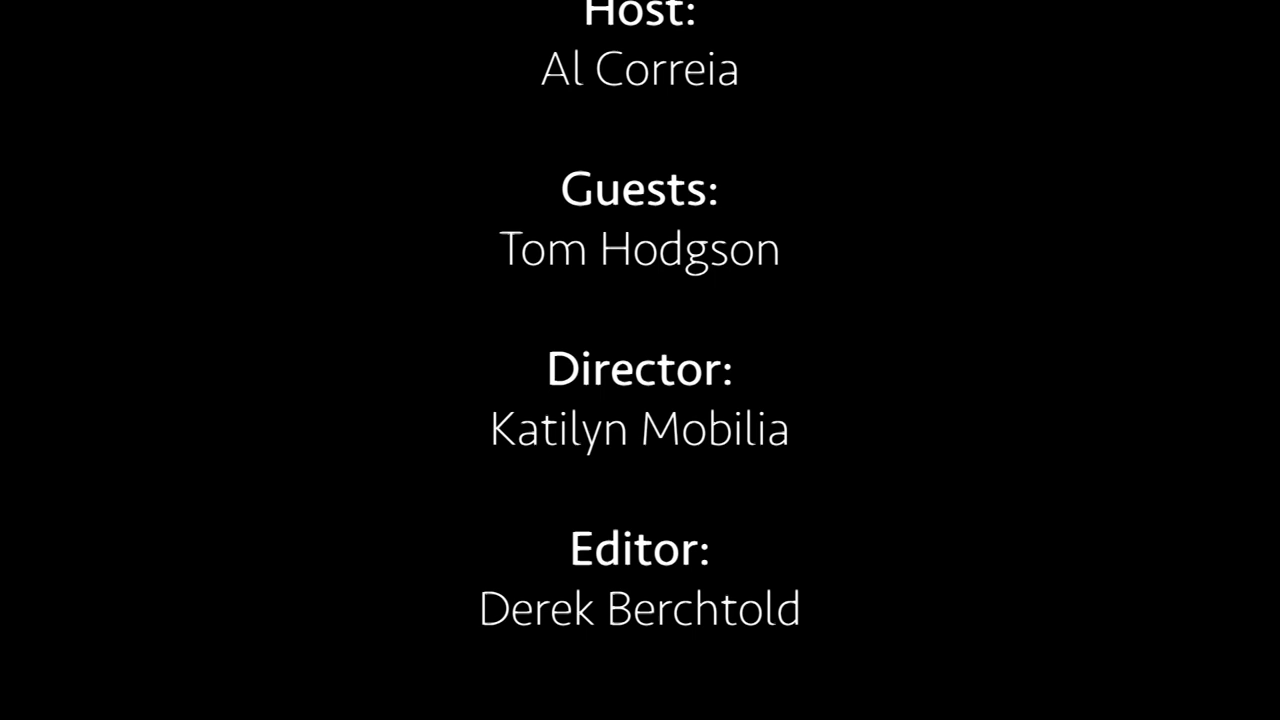 Host:
Al Correia
Guests:
Tom Hodgson
Director:
Katilyn Mobilia
Editor:
Derek Berchtold